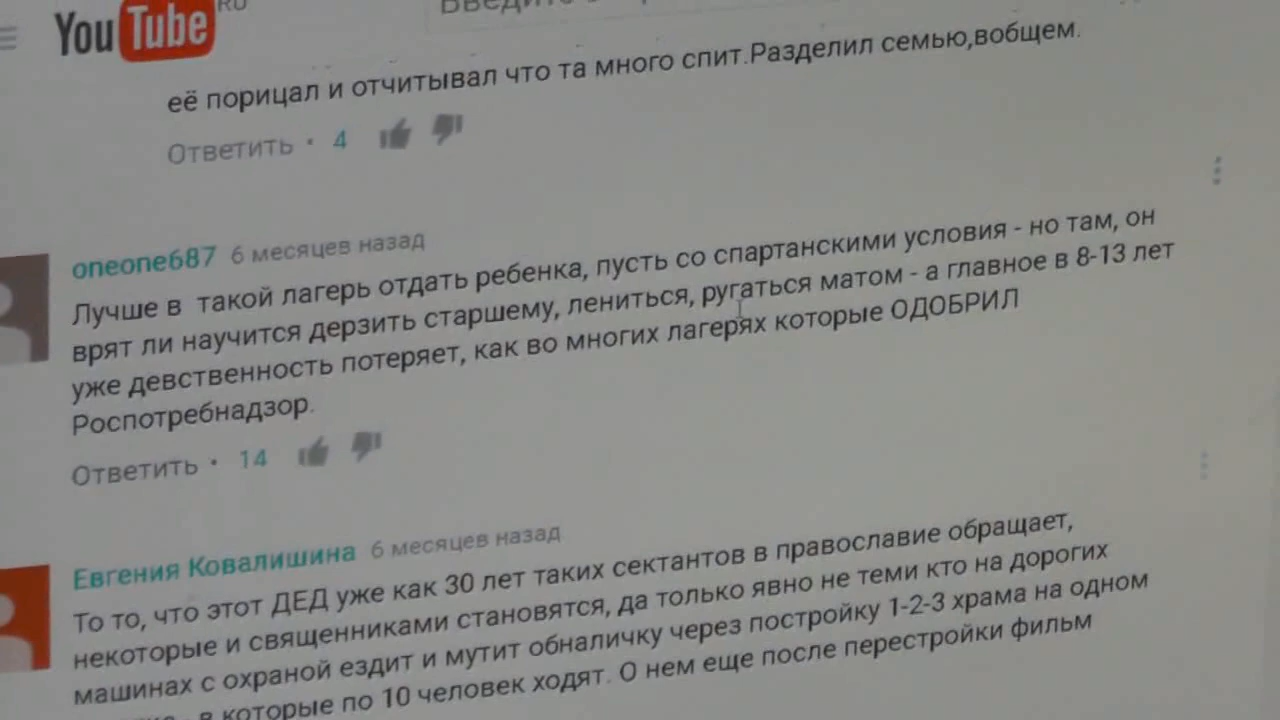 YouTube RU
её порицал и отчитывал что та много спит.Разделил семью,вобщем.
Ответить · 4
oneone687 6 месяцев назад
Лучше в такой лагерь отдать ребенка, пусть со спартанскими условия - но там, он
врят ли научится дерзить старшему, лениться, ругаться матом - а главное в 8-13 лет
уже девственность потеряет, как во многих лагерях которые ОДОБРИЛ
Роспотребнадзор.
Ответить · 14
Евгения Ковалишина 6 месяцев назад
То то, что этот ДЕД уже как 30 лет таких сектантов в православие обращает,
некоторые и священниками становятся, да только явно не теми кто на дорогих
машинах с охраной ездит и мутит обналичку через постройку 1-2-3 храма на одном
в которые по 10 человек ходят. О нем еще после перестройки фильм